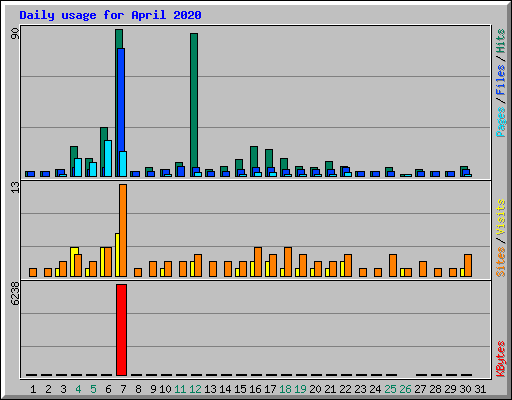 Daily usage for April 2020
90
Pages / Files / Hits
13
Sites / Visits
6238
KBytes
1 2 3 4 5 6 7 8 9 10 11 12 13 14 15 16 17 18 19 20 21 22 23 24 25 26 27 28 29 30 31